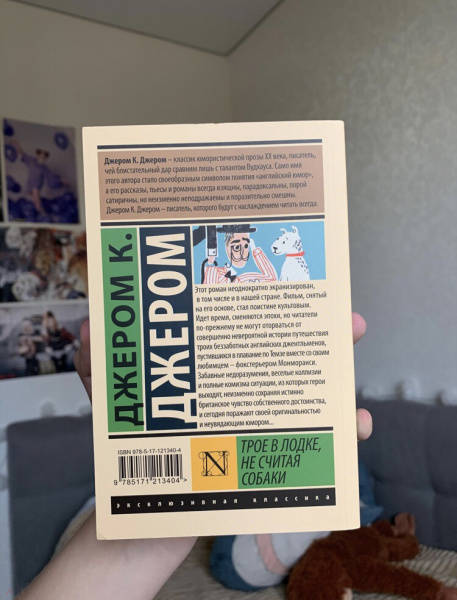 Джером К. Джером – классик юмористической прозы XX века, писатель,
чей блистательный дар сравним лишь с талантом Вудхауса. Само имя
этого автора стало своеобразным символом понятия «английский юмор»,
а его рассказы, пьесы и романы всегда изящны, парадоксальны, порой
сатиричны, но неизменно неподражаемы и поразительно смешны.
Джером К. Джером – писатель, которого будут с наслаждением читать всегда.
ДЖЕРОМ К.
ДЖЕРОМ
Этот роман неоднократно экранизирован,
в том числе и в нашей стране. Фильм, снятый
на его основе, стал поистине культовым.
Идет время, сменяются эпохи, но читатели
по-прежнему не могут оторваться от
совершенно невероятной истории путешествия
троих беззаботных английских джентльменов,
пустившихся в плавание по Темзе вместе со своим
любимцем – фокстерьером Монморанси.
Забавные недоразумения, веселые коллизии
и полные комизма ситуации, из которых герои
выходят, неизменно сохраняя истинно
британское чувство собственного достоинства,
и сегодня поражают своей оригинальностью
и неувядающим юмором...
ISBN 978-5-17-121340-4
9 785171 213404 >
N
ТРОЕ В ЛОДКЕ,
НЕ СЧИТАЯ
СОБАКИ
эксклюзивная классика